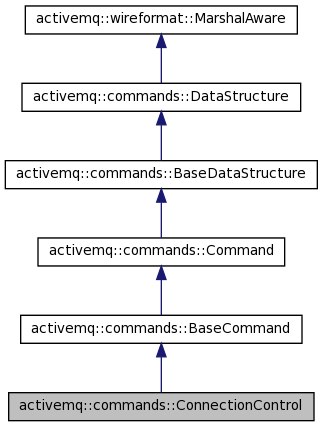 activemq::wireformat::MarshalAware
activemq::commands::DataStructure
activemq::commands::BaseDataStructure
activemq::commands::Command
activemq::commands::BaseCommand
activemq::commands::ConnectionControl